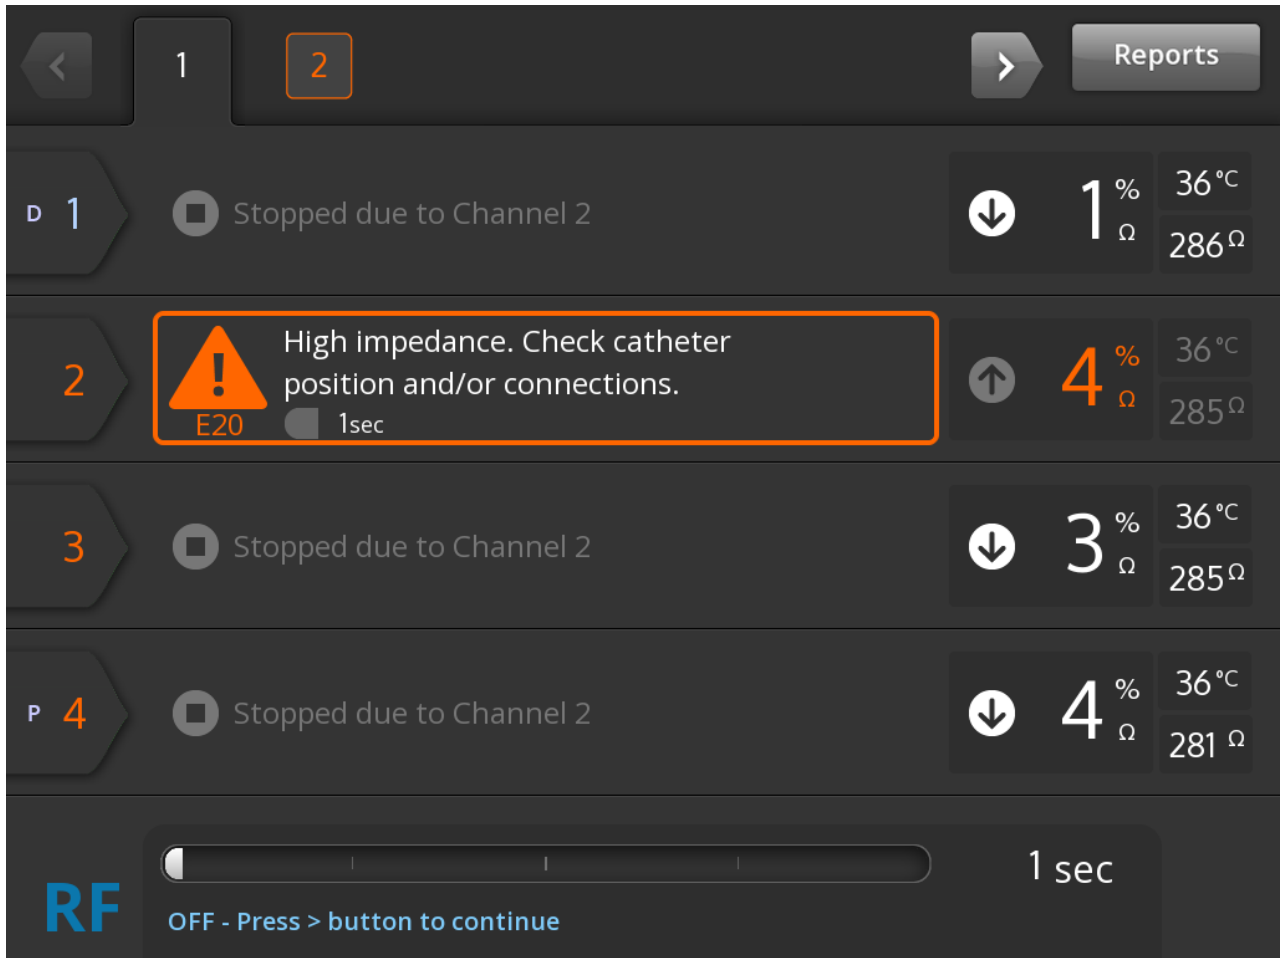 1
2
>
Reports
D 1
Stopped due to Channel 2
1 % Ω
36 °C
286 Ω
2
!
E20
High impedance. Check catheter
position and/or connections.
1sec
4 % Ω
36 °C
285 Ω
3
Stopped due to Channel 2
3 % Ω
36 °C
285 Ω
P 4
Stopped due to Channel 2
4 % Ω
36 °C
281 Ω
RF
1 sec
OFF - Press > button to continue